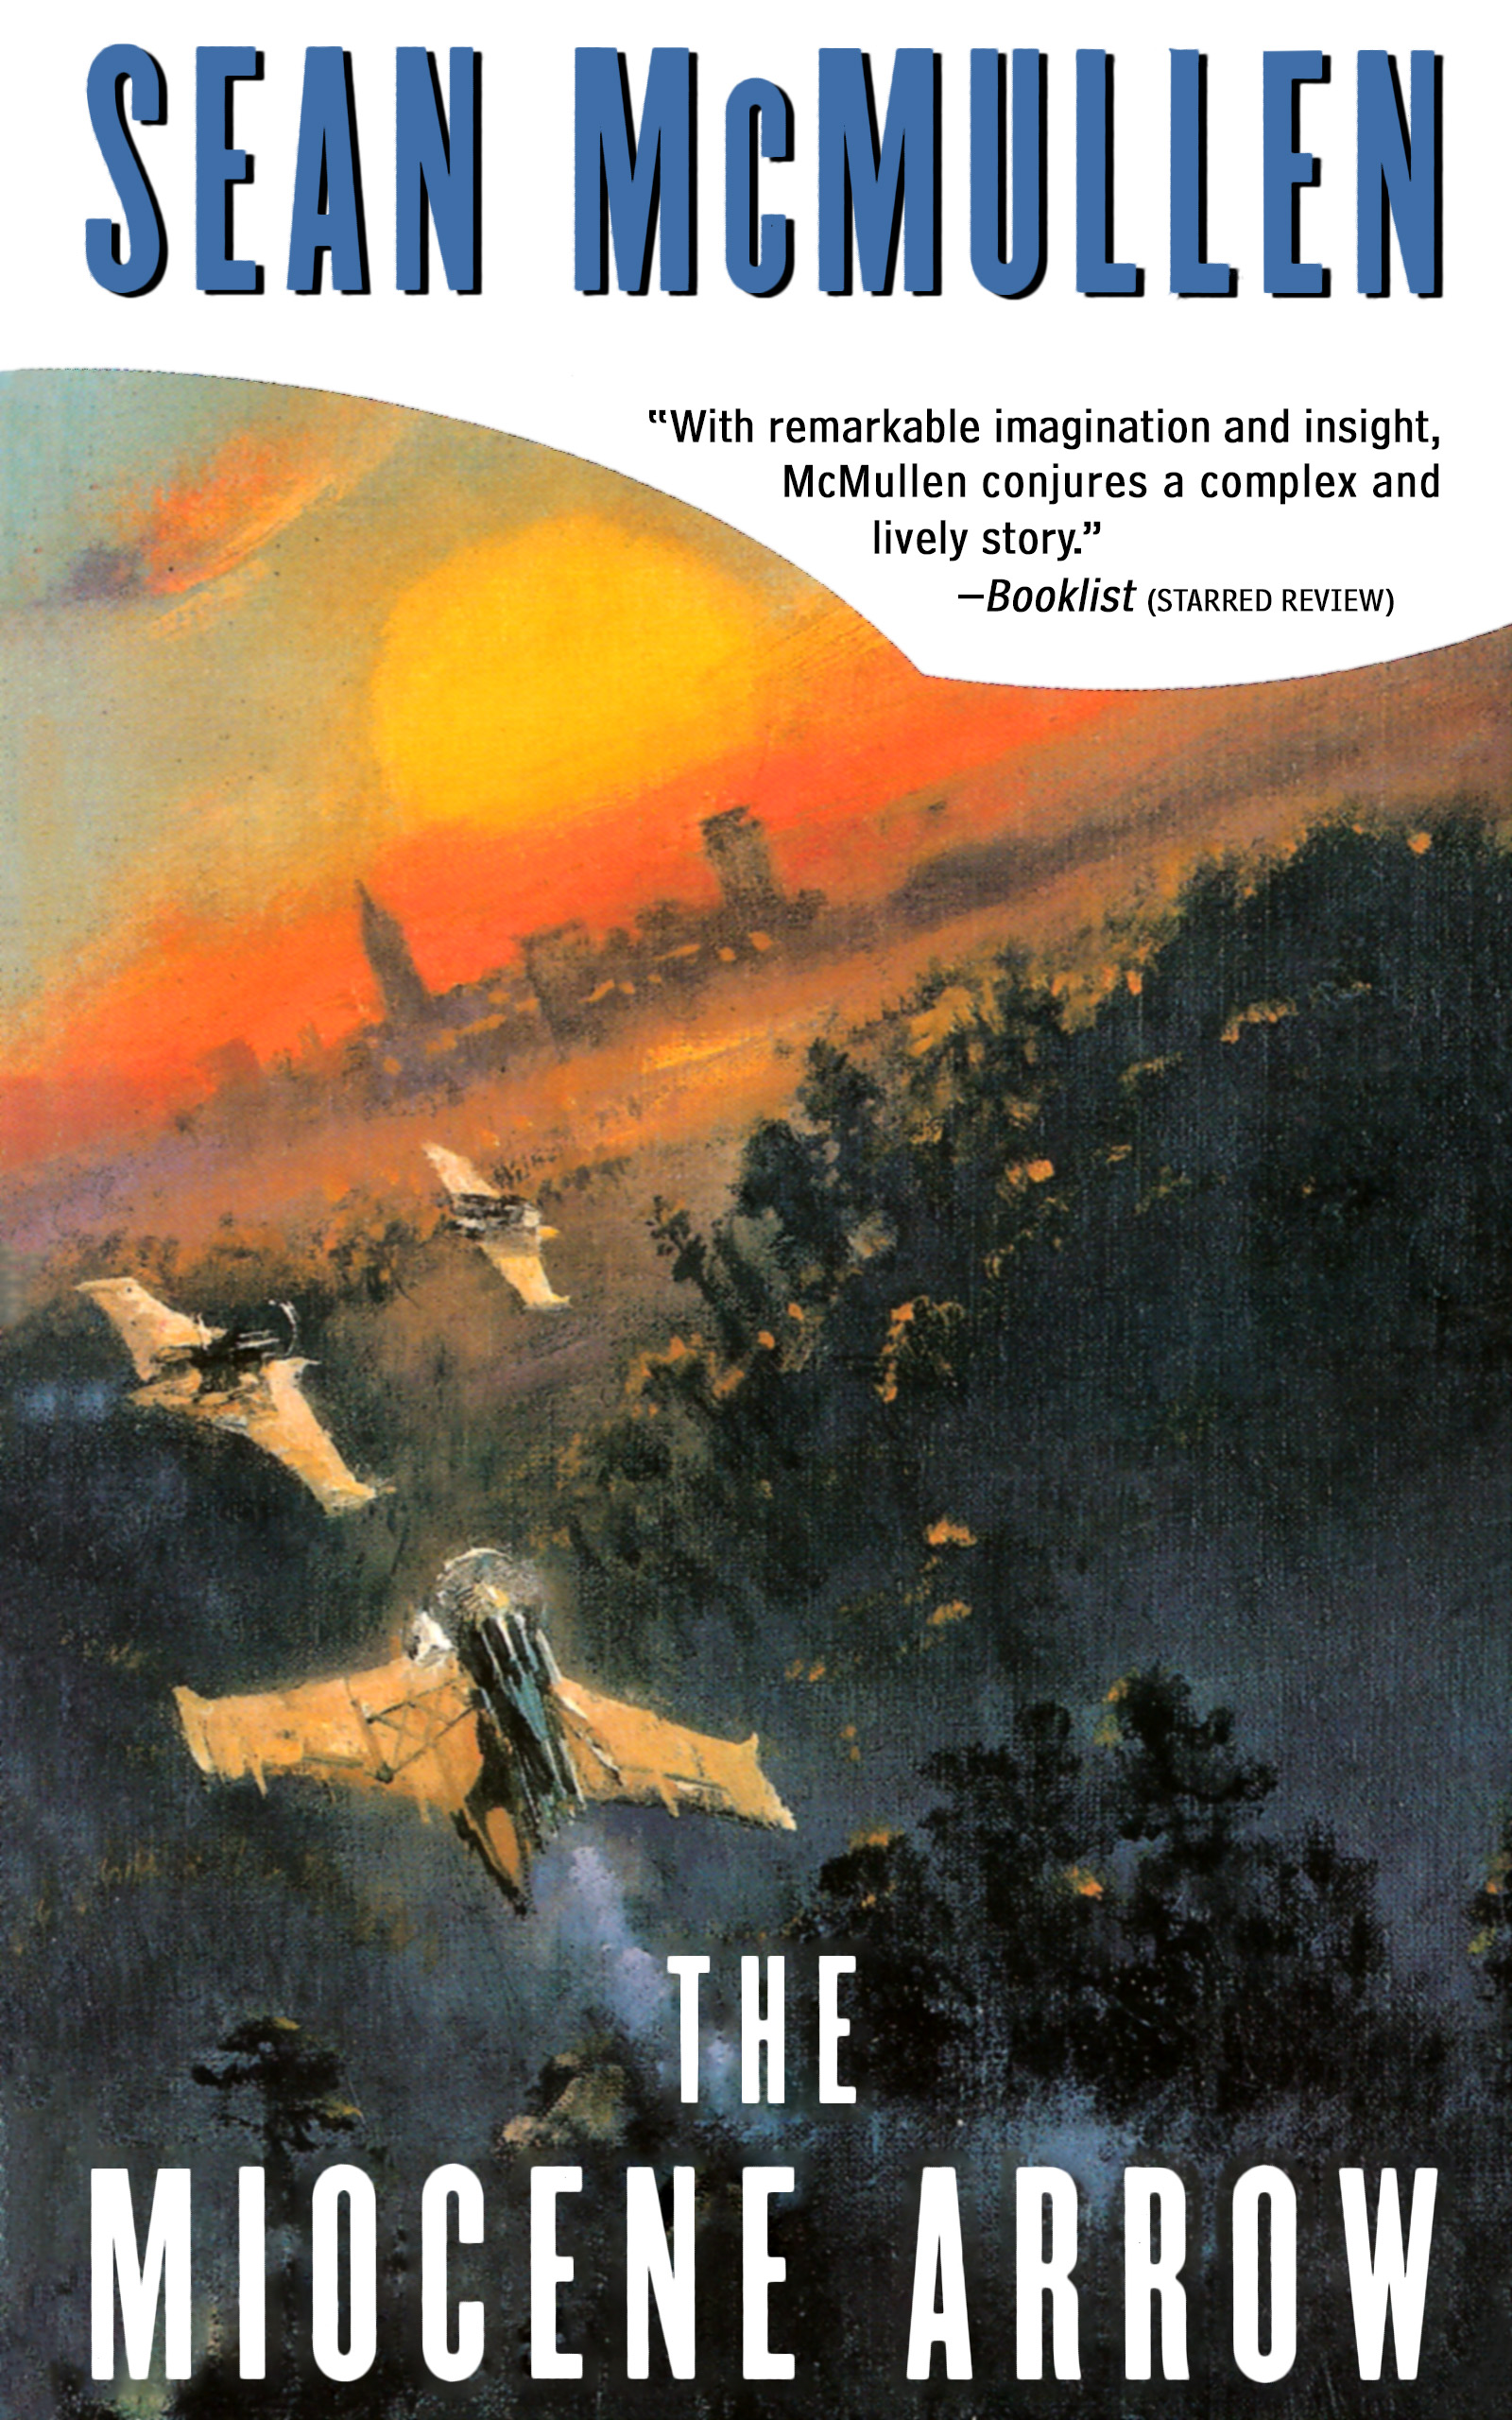 SEAN McMULLEN
“With remarkable imagination and insight,
McMullen conjures a complex and
lively story.”
—Booklist (STARRED REVIEW)
THE
MIOCENE ARROW